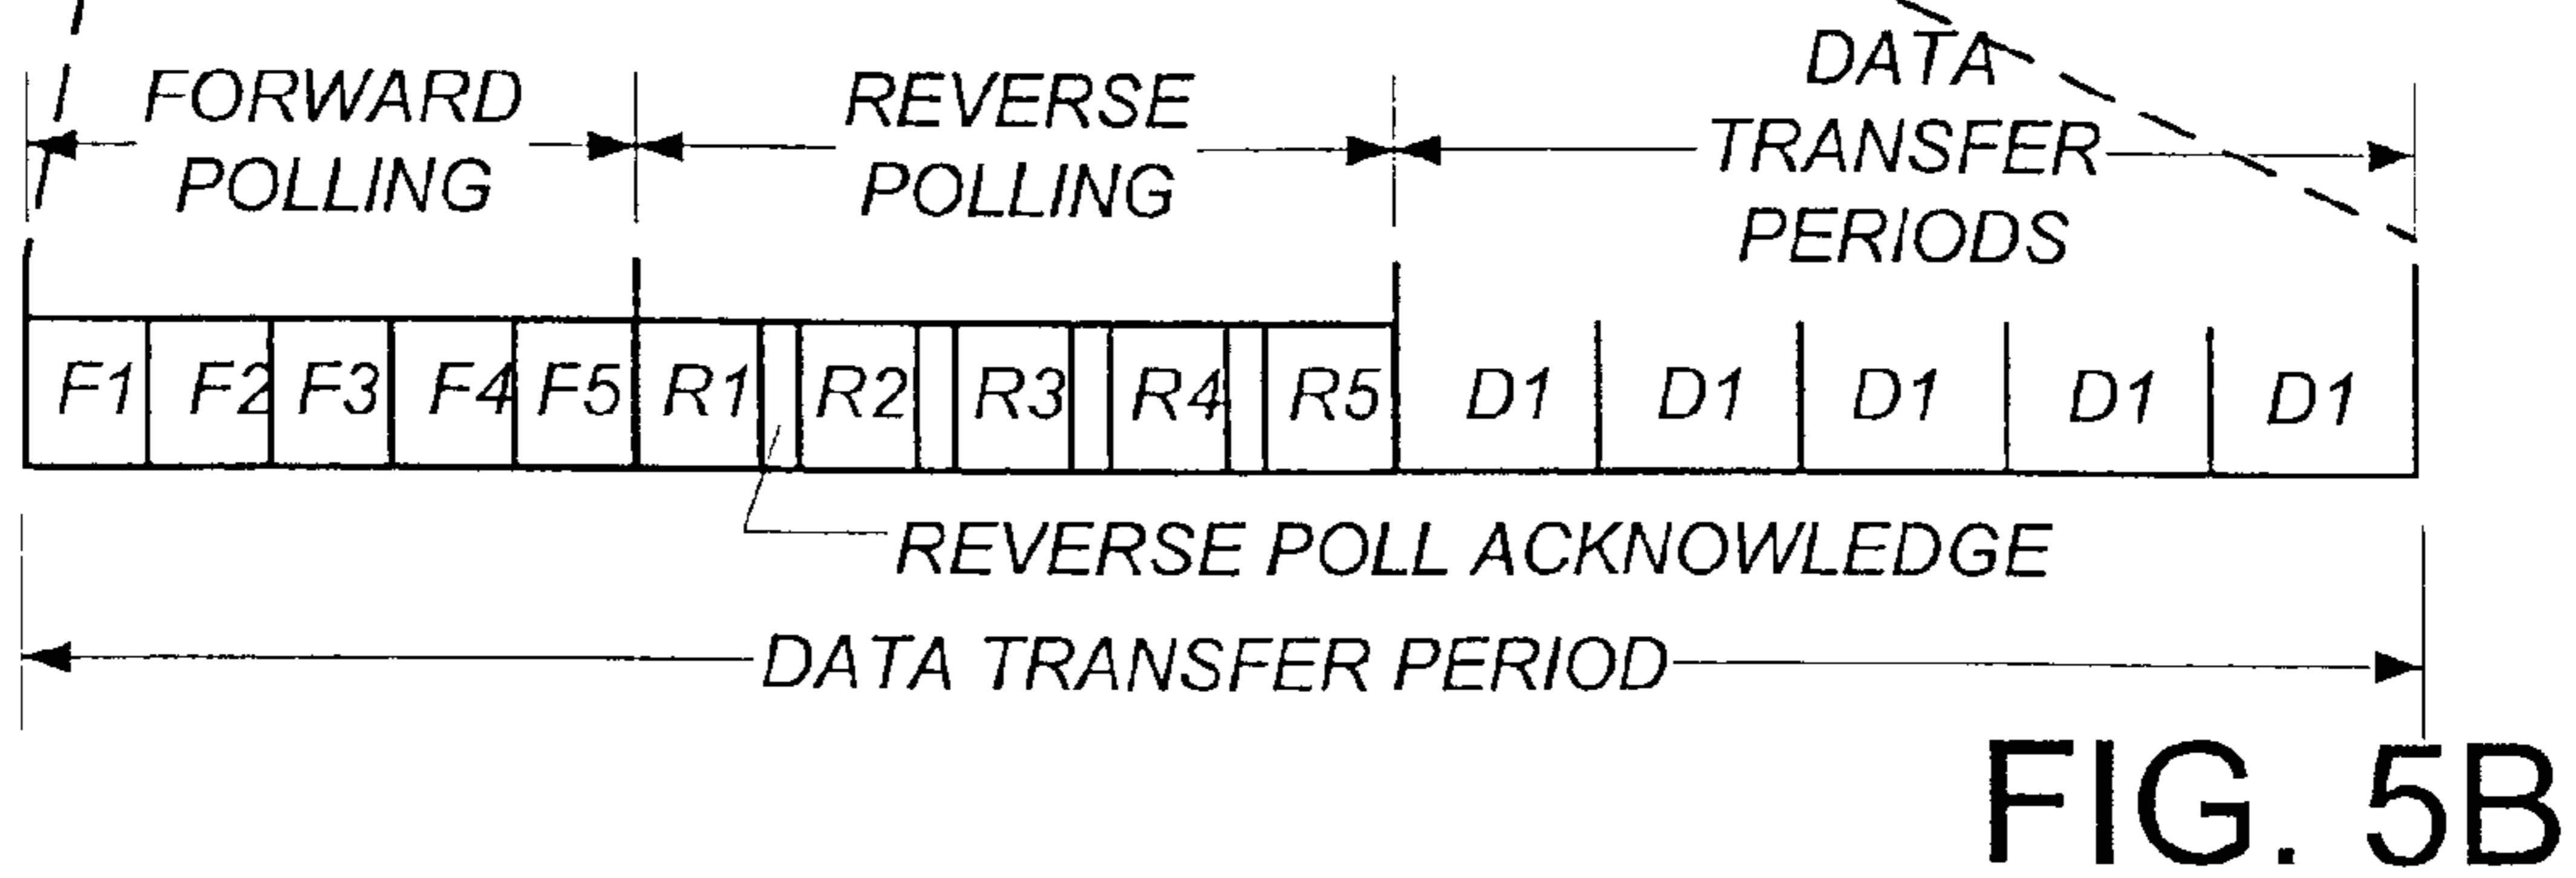 FORWARD
POLLING
REVERSE
POLLING
DATA
TRANSFER
PERIODS
F1 F2 F3 F4 F5 R1 R2 R3 R4 R5 D1 D1 D1 D1 D1
REVERSE POLL ACKNOWLEDGE
DATA TRANSFER PERIOD
FIG. 5B